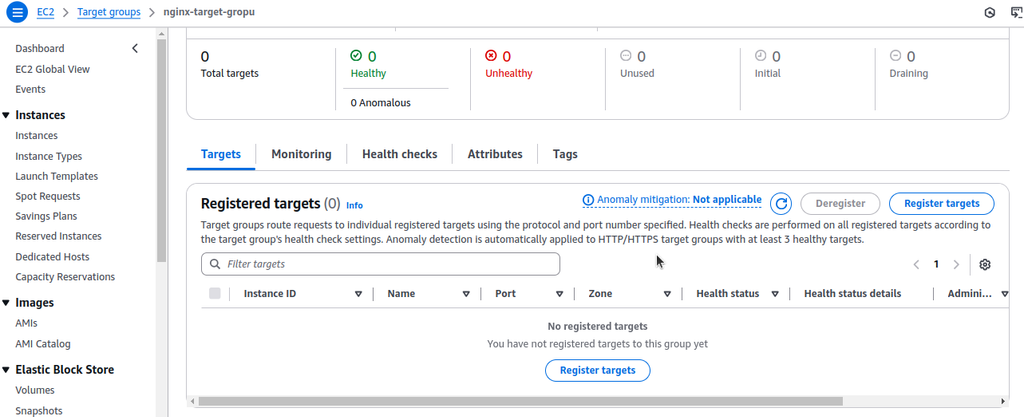 EC2 > Target groups > nginx-target-gropu
Dashboard
EC2 Global View
Events
Instances
Instances
Instance Types
Launch Templates
Spot Requests
Savings Plans
Reserved Instances
Dedicated Hosts
Capacity Reservations
Images
AMIs
AMI Catalog
Elastic Block Store
Volumes
Snapshots
0
Total targets
0
Healthy
0 Anomalous
0
Unhealthy
0
Unused
0
Initial
0
Draining
Targets Monitoring Health checks Attributes Tags
Registered targets (0) Info
Anomaly mitigation: Not applicable
Deregister
Register targets
Target groups route requests to individual registered targets using the protocol and port number specified. Health checks are performed on all registered targets according to
the target group's health check settings. Anomaly detection is automatically applied to HTTP/HTTPS target groups with at least 3 healthy targets.
Filter targets
1
Instance ID Name Port Zone Health status Health status details Admini...
No registered targets
You have not registered targets to this group yet
Register targets